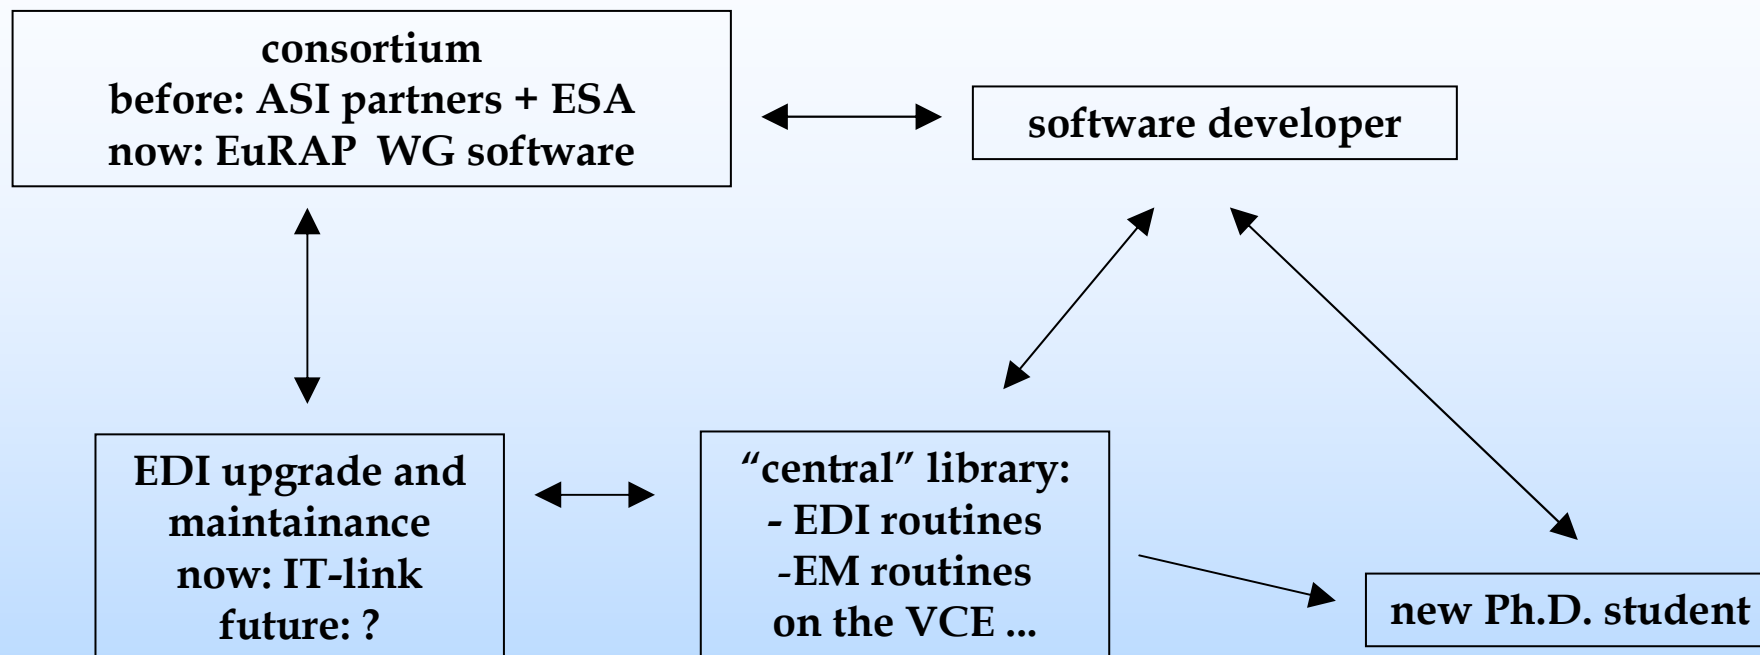 consortium
before: ASI partners + ESA
now: EuRAP WG software
software developer
EDI upgrade and
maintainance
now: IT-link
future: ?
“central” library:
- EDI routines
-EM routines
on the VCE ...
new Ph.D. student